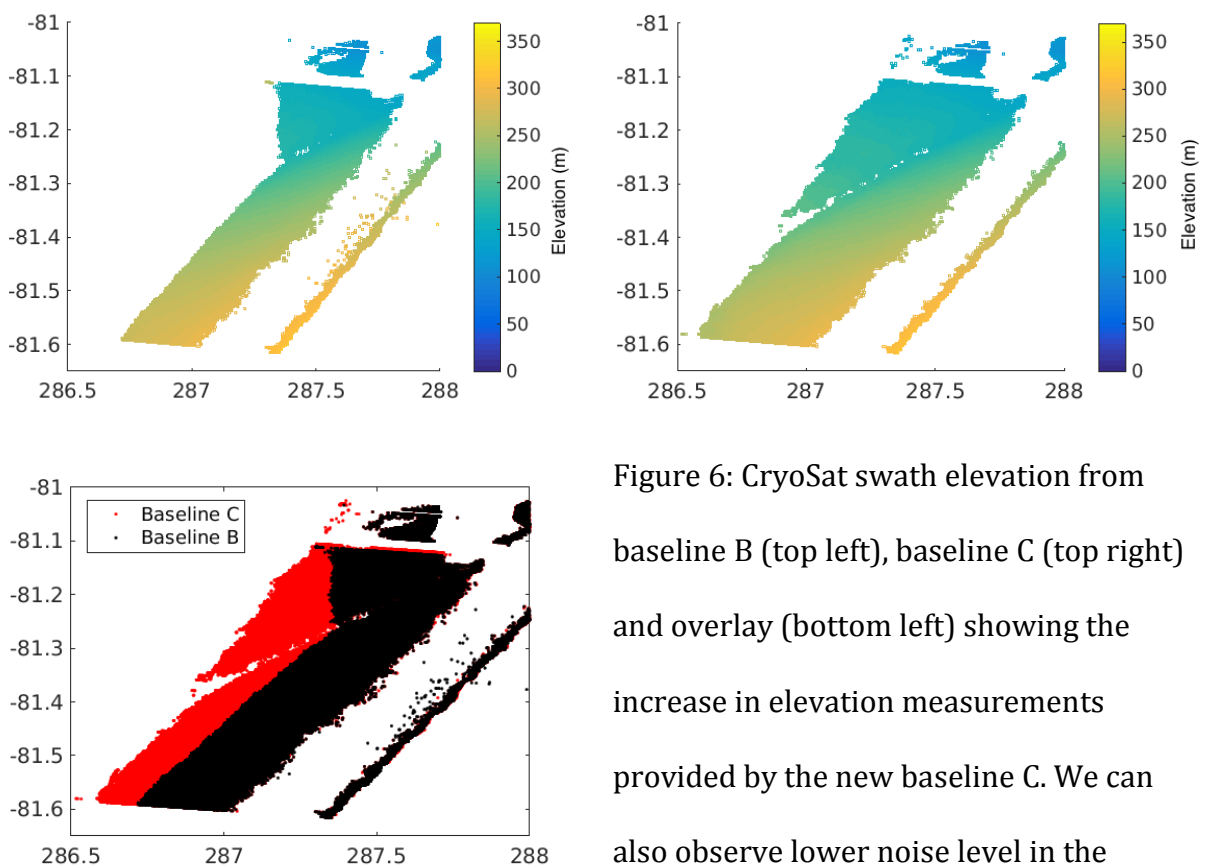 -81
-81.1
-81.2
-81.3
-81.4
-81.5
-81.6
286.5 287 287.5 288
350
300
250
200
150
100
50
0
Elevation (m)
-81
-81.1
-81.2
-81.3
-81.4
-81.5
-81.6
286.5 287 287.5 288
350
300
250
200
150
100
50
0
Elevation (m)
-81
-81.1
-81.2
-81.3
-81.4
-81.5
-81.6
286.5 287 287.5 288
Baseline C
Baseline B
Figure 6: CryoSat swath elevation from
baseline B (top left), baseline C (top right)
and overlay (bottom left) showing the
increase in elevation measurements
provided by the new baseline C. We can
also observe lower noise level in the